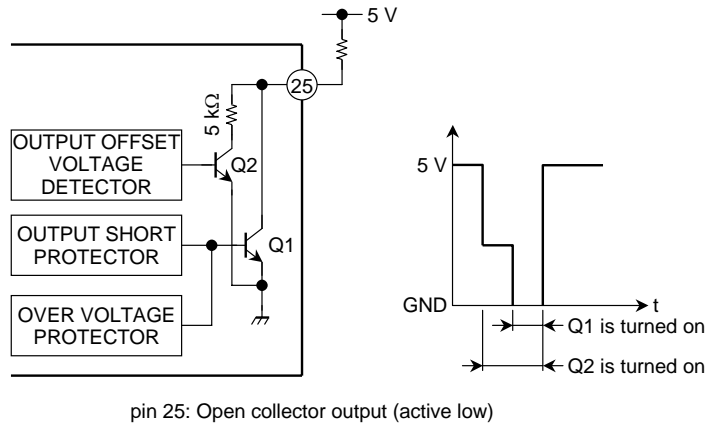 5 V
25
5 kΩ
OUTPUT OFFSET
VOLTAGE
DETECTOR
Q2
OUTPUT SHORT
PROTECTOR
Q1
OVER VOLTAGE
PROTECTOR
5 V
GND
t
Q1 is turned on
Q2 is turned on
pin 25: Open collector output (active low)